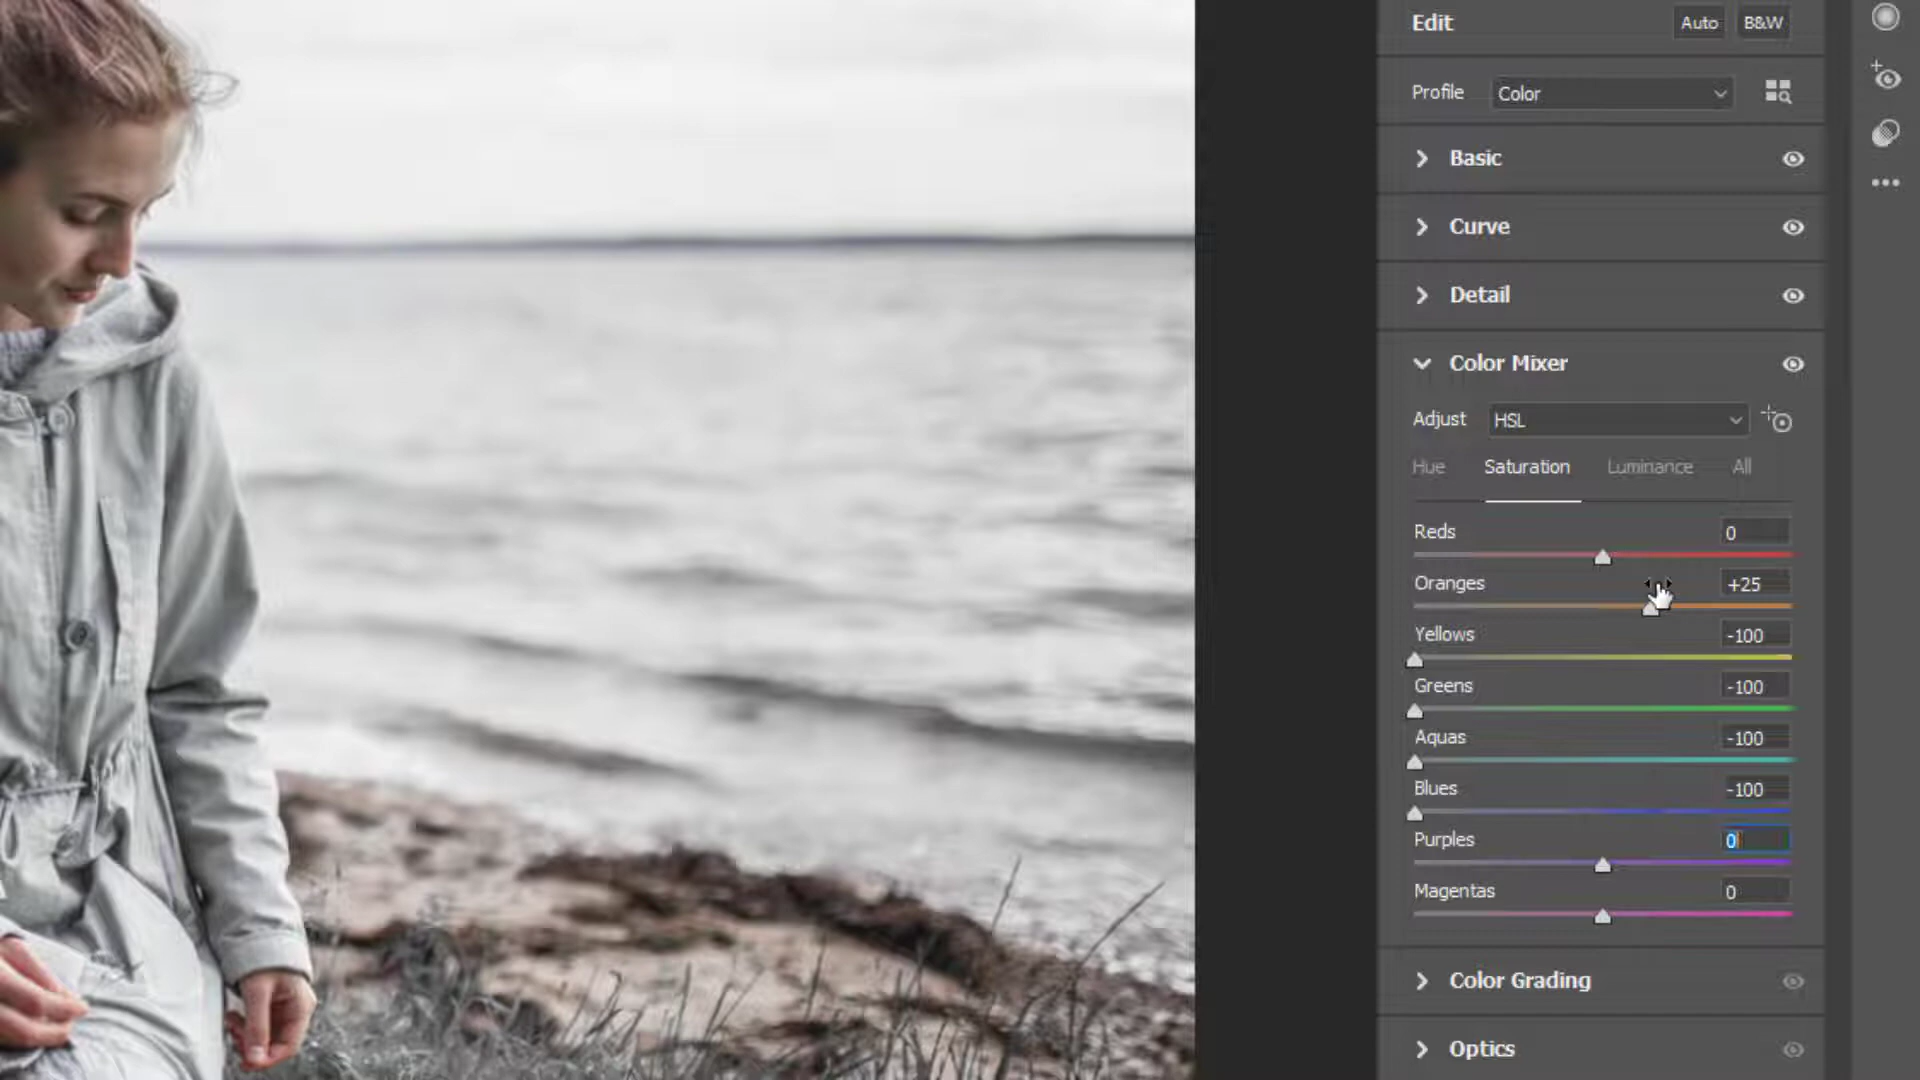 Edit Auto B&W
Profile Color
Basic
Curve
Detail
Color Mixer
Adjust HSL
Hue Saturation Luminance All
Reds 0
Oranges +25
Yellows -100
Greens -100
Aquas -100
Blues -100
Purples 0
Magentas 0
Color Grading
Optics